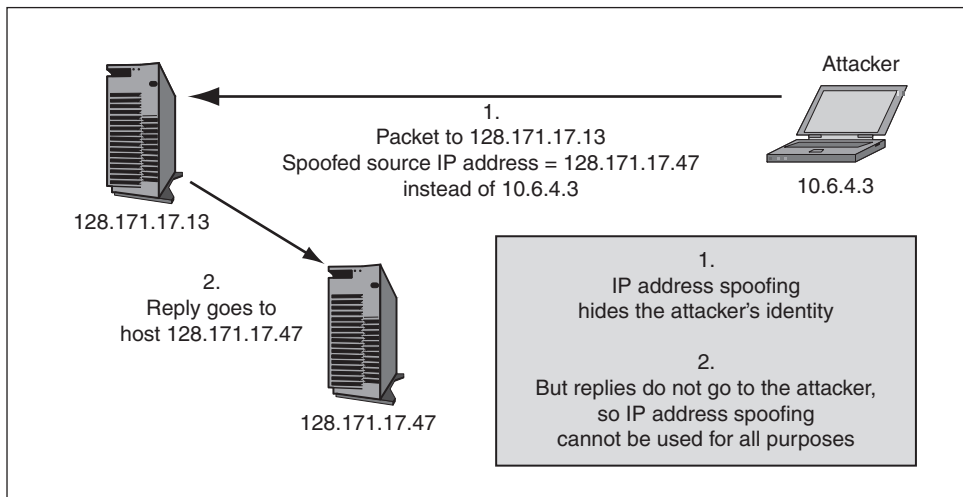 Attacker
1.
Packet to 128.171.17.13
Spoofed source IP address = 128.171.17.47
instead of 10.6.4.3
10.6.4.3
128.171.17.13
2.
Reply goes to
host 128.171.17.47
128.171.17.47
1.
IP address spoofing
hides the attacker's identity
2.
But replies do not go to the attacker,
so IP address spoofing
cannot be used for all purposes